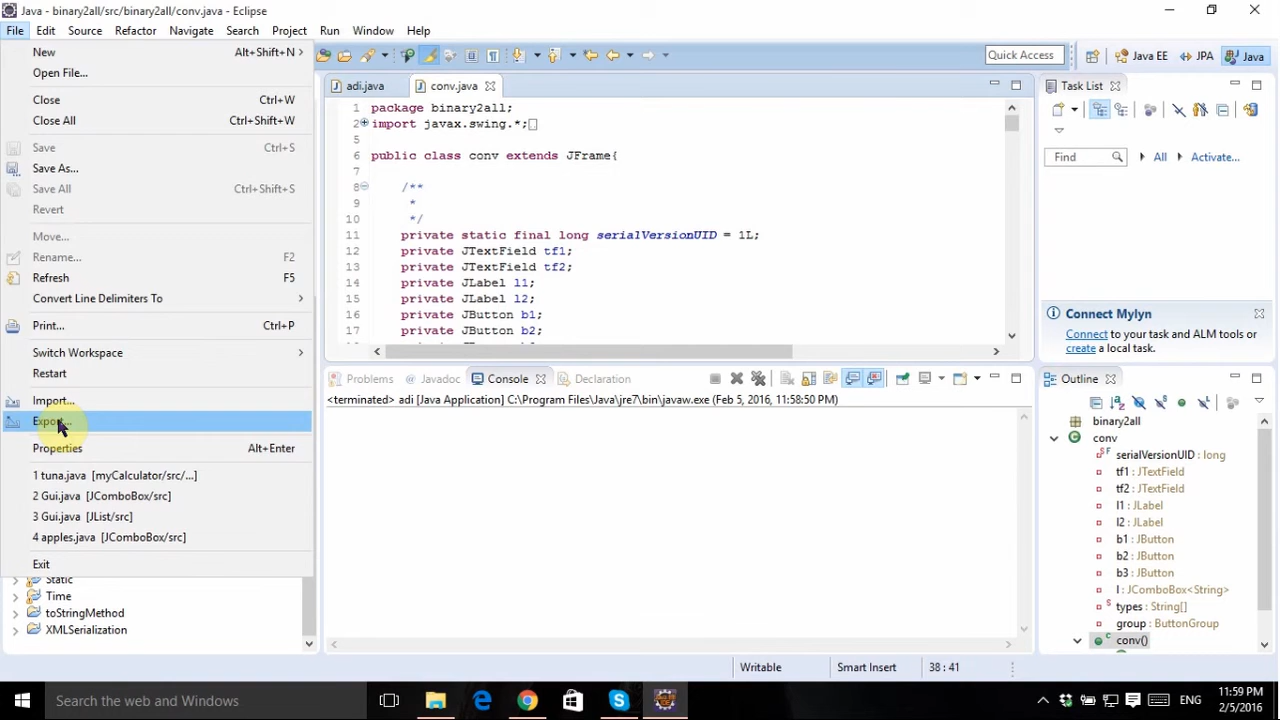 Java - binary2all/src/binary2all/conv.java - Eclipse
File Edit Source Refactor Navigate Search Project Run Window Help
New Alt+Shift+N
Open File...
Close Ctrl+W
Close All Ctrl+Shift+W
Save Ctrl+S
Save As...
Save All Ctrl+Shift+S
Revert
Move...
Rename... F2
Refresh F5
Convert Line Delimiters To
Print... Ctrl+P
Switch Workspace
Restart
Import...
Export...
Properties Alt+Enter
1 tuna.java [myCalculator/src/...]
2 Gui.java [JComboBox/src]
3 Gui.java [JList/src]
4 apples.java [JComboBox/src]
Exit
Static
Time
toStringMethod
XMLSerialization
Quick Access Java EE JPA Java
adi.java conv.java
1 package binary2all;
2 import javax.swing.*;
5
6 public class conv extends JFrame{
7
8 /**
9 *
10 */
11 private static final long serialVersionUID = 1L;
12 private JTextField tf1;
13 private JTextField tf2;
14 private JLabel l1;
15 private JLabel l2;
16 private JButton b1;
17 private JButton b2;
Problems Javadoc Console Declaration
<terminated> adi [Java Application] C:\Program Files\Java\jre7\bin\javaw.exe (Feb 5, 2016, 11:58:50 PM)
Task List
Find All Activate...
Connect Mylyn
Connect to your task and ALM tools or
create a local task.
Outline
binary2all
conv
serialVersionUID : long
tf1 : JTextField
tf2 : JTextField
l1 : JLabel
l2 : JLabel
b1 : JButton
b2 : JButton
b3 : JButton
l : JComboBox<String>
types : String[]
group : ButtonGroup
conv()
Writable Smart Insert 38 : 41
Search the web and Windows
ENG
11:59 PM
2/5/2016